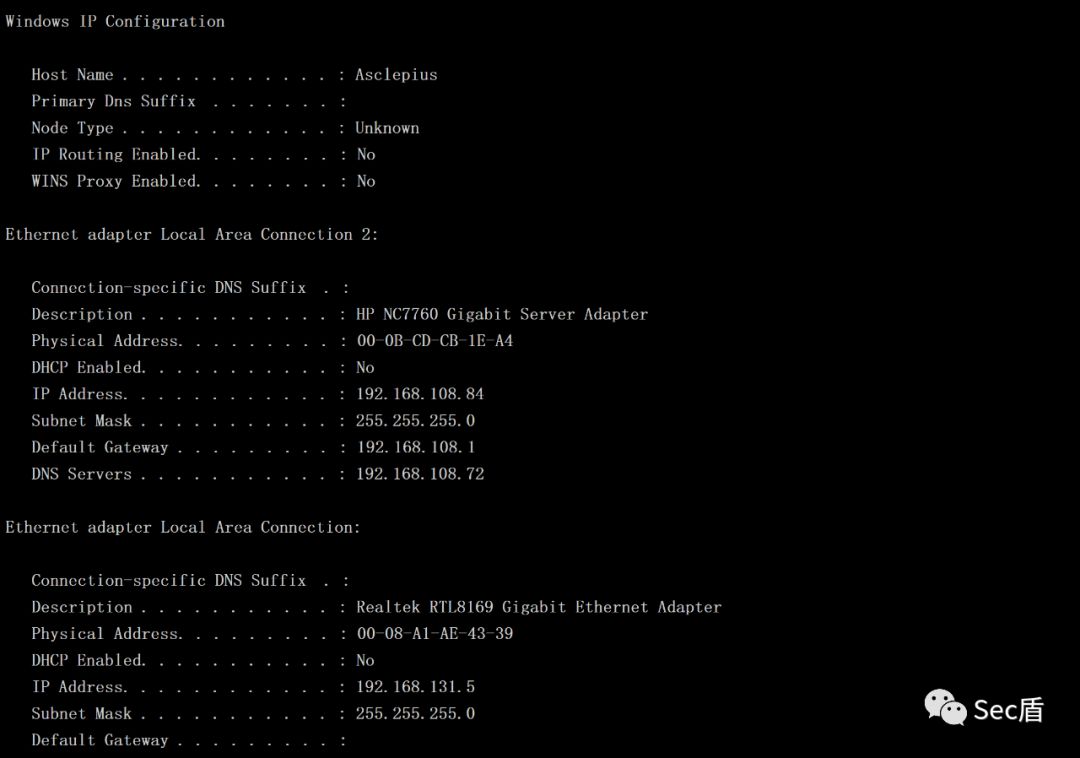 Windows IP Configuration
Host Name . . . . . . . . . . . . : Asclepius
Primary Dns Suffix . . . . . . . :
Node Type . . . . . . . . . . . . : Unknown
IP Routing Enabled. . . . . . . . : No
WINS Proxy Enabled. . . . . . . . : No
Ethernet adapter Local Area Connection 2:
Connection-specific DNS Suffix . :
Description . . . . . . . . . . . : HP NC7760 Gigabit Server Adapter
Physical Address. . . . . . . . . : 00-0B-CD-CB-1E-A4
DHCP Enabled. . . . . . . . . . . : No
IP Address. . . . . . . . . . . . : 192.168.108.84
Subnet Mask . . . . . . . . . . . : 255.255.255.0
Default Gateway . . . . . . . . . : 192.168.108.1
DNS Servers . . . . . . . . . . . : 192.168.108.72
Ethernet adapter Local Area Connection:
Connection-specific DNS Suffix . :
Description . . . . . . . . . . . : Realtek RTL8169 Gigabit Ethernet Adapter
Physical Address. . . . . . . . . : 00-08-A1-AE-43-39
DHCP Enabled. . . . . . . . . . . : No
IP Address. . . . . . . . . . . . : 192.168.131.5
Subnet Mask . . . . . . . . . . . : 255.255.255.0
Default Gateway . . . . . . . . . :
Sec盾